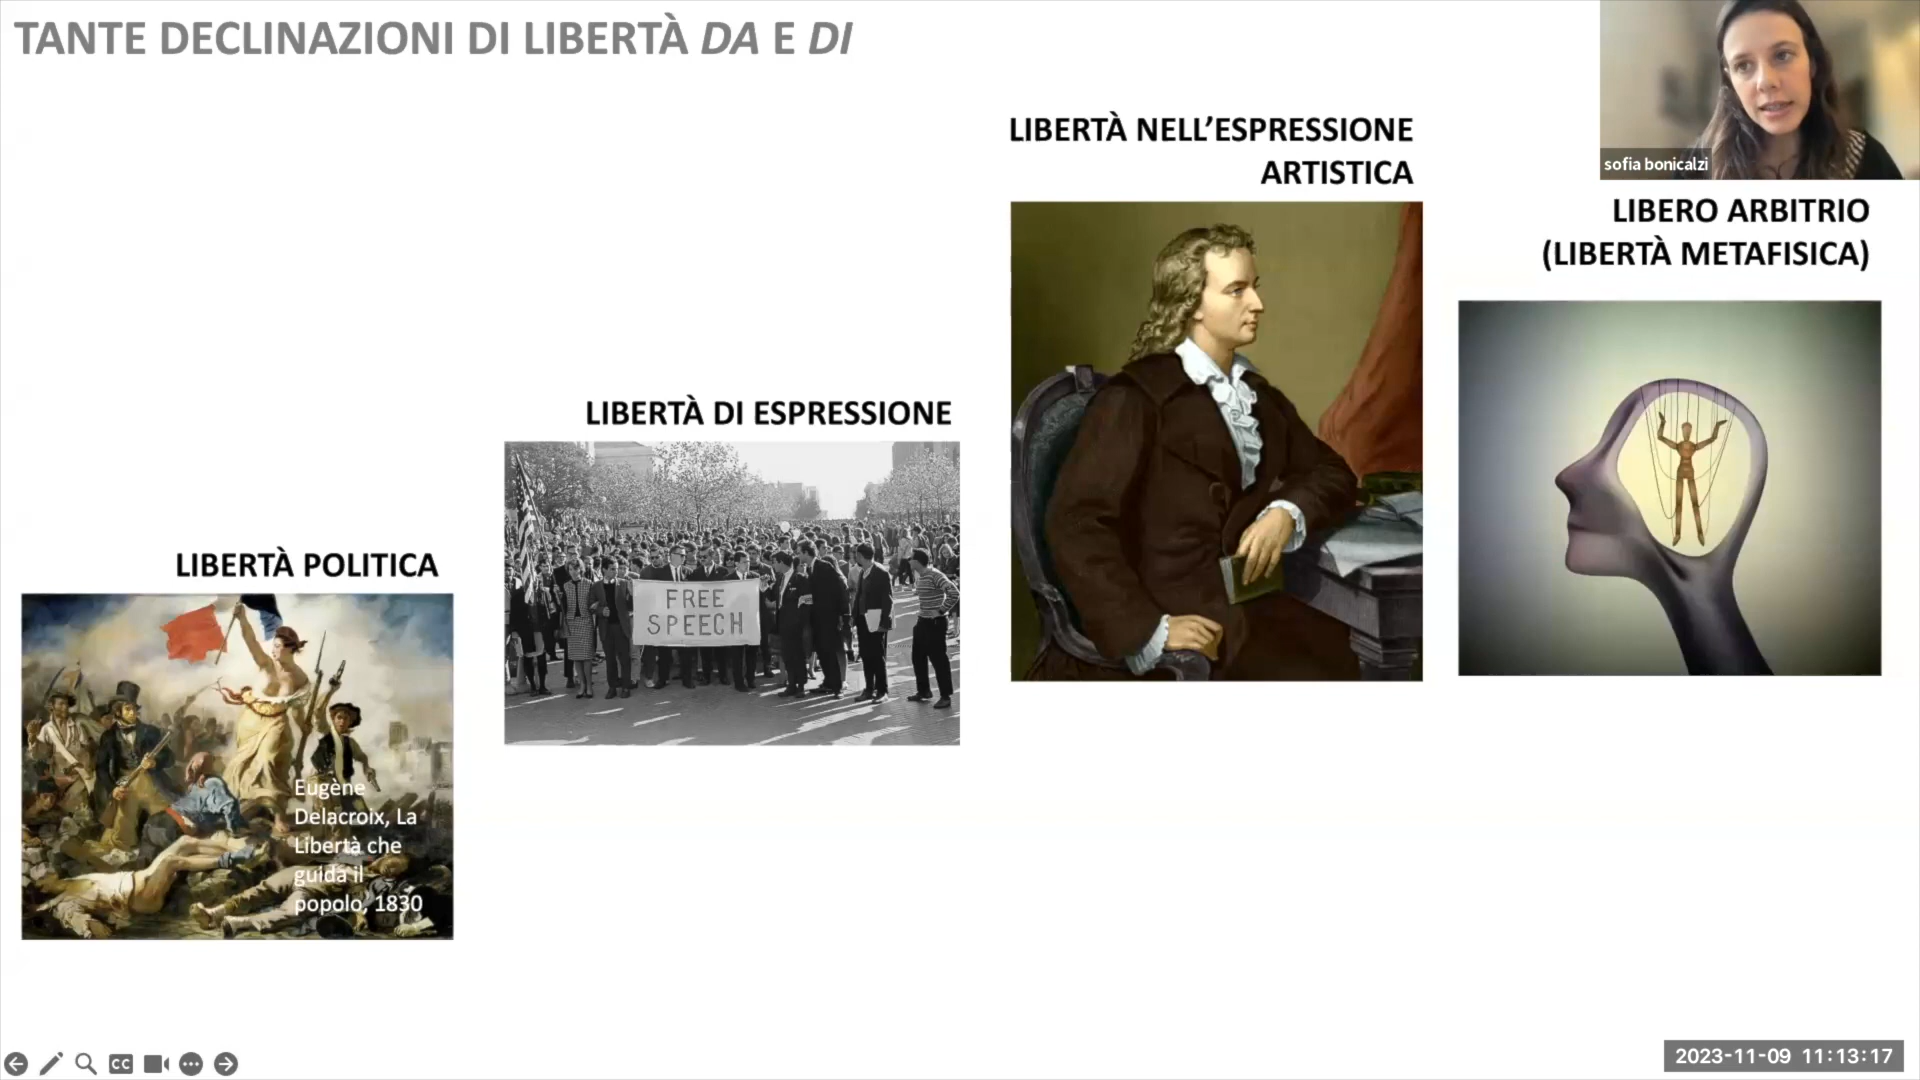 TANTE DECLINAZIONI DI LIBERTÀ DA E DI
sofia bonicalzi
LIBERTÀ NELL’ESPRESSIONE
ARTISTICA
LIBERO ARBITRIO
(LIBERTÀ METAFISICA)
LIBERTÀ DI ESPRESSIONE
FREE
SPEECH
LIBERTÀ POLITICA
Eugène
Delacroix, La
Libertà che
guida il
popolo, 1830
CC
2023-11-09 11:13:17